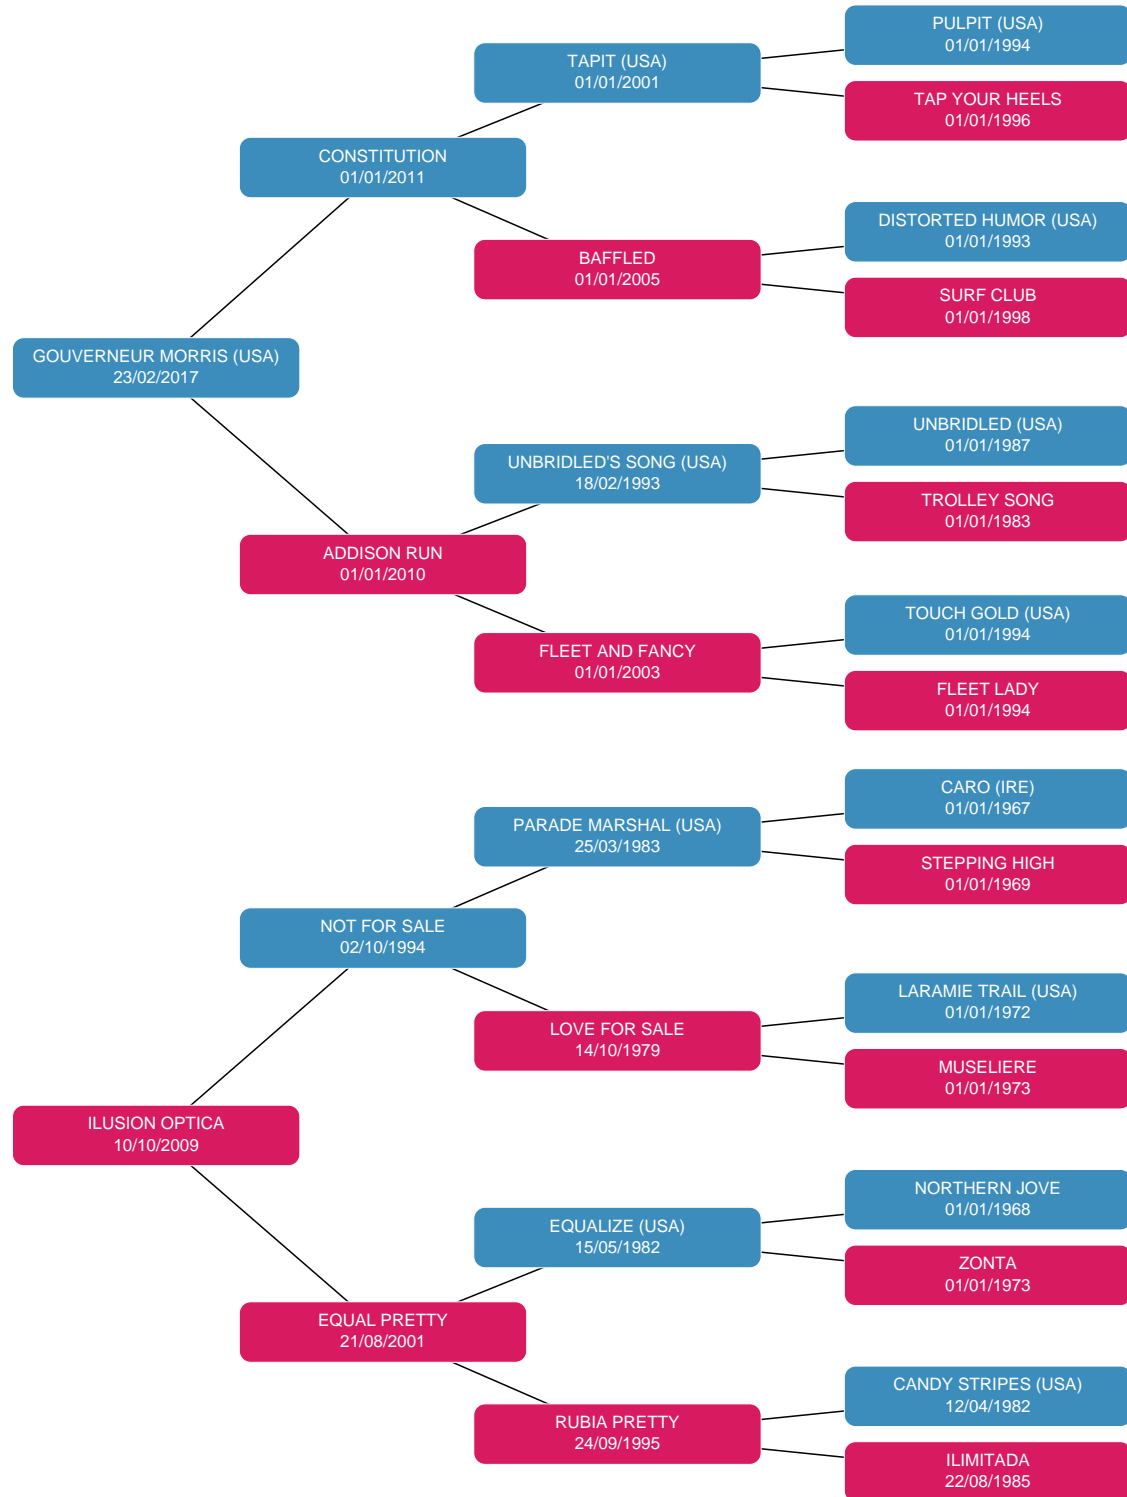 PULPIT (USA)
01/01/1994
TAPIT (USA)
01/01/2001
TAP YOUR HEELS
01/01/1996
CONSTITUTION
01/01/2011
DISTORTED HUMOR (USA)
01/01/1993
BAFFLED
01/01/2005
SURF CLUB
01/01/1998
GOUVERNEUR MORRIS (USA)
23/02/2017
UNBRIDLED (USA)
01/01/1987
UNBRIDLED'S SONG (USA)
18/02/1993
TROLLEY SONG
01/01/1983
ADDISON RUN
01/01/2010
TOUCH GOLD (USA)
01/01/1994
FLEET AND FANCY
01/01/2003
FLEET LADY
01/01/1994
CARO (IRE)
01/01/1967
PARADE MARSHAL (USA)
25/03/1983
STEPPING HIGH
01/01/1969
NOT FOR SALE
02/10/1994
LARAMIE TRAIL (USA)
01/01/1972
LOVE FOR SALE
14/10/1979
MUSELIERE
01/01/1973
ILUSION OPTICA
10/10/2009
NORTHERN JOVE
01/01/1968
EQUALIZE (USA)
15/05/1982
ZONTA
01/01/1973
EQUAL PRETTY
21/08/2001
CANDY STRIPES (USA)
12/04/1982
RUBIA PRETTY
24/09/1995
ILIMITADA
22/08/1985